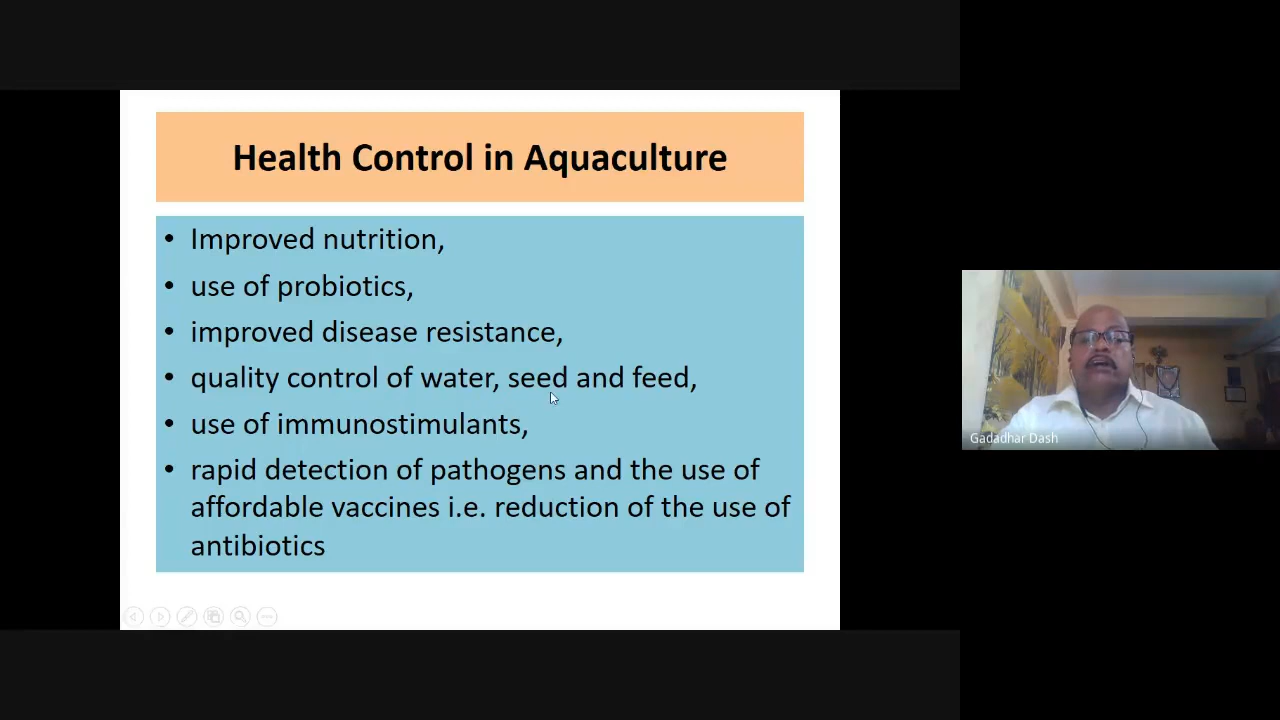 Health Control in Aquaculture
• Improved nutrition,
• use of probiotics,
• improved disease resistance,
• quality control of water, seed and feed,
• use of immunostimulants,
• rapid detection of pathogens and the use of
affordable vaccines i.e. reduction of the use of
antibiotics
Gadadhar Dash